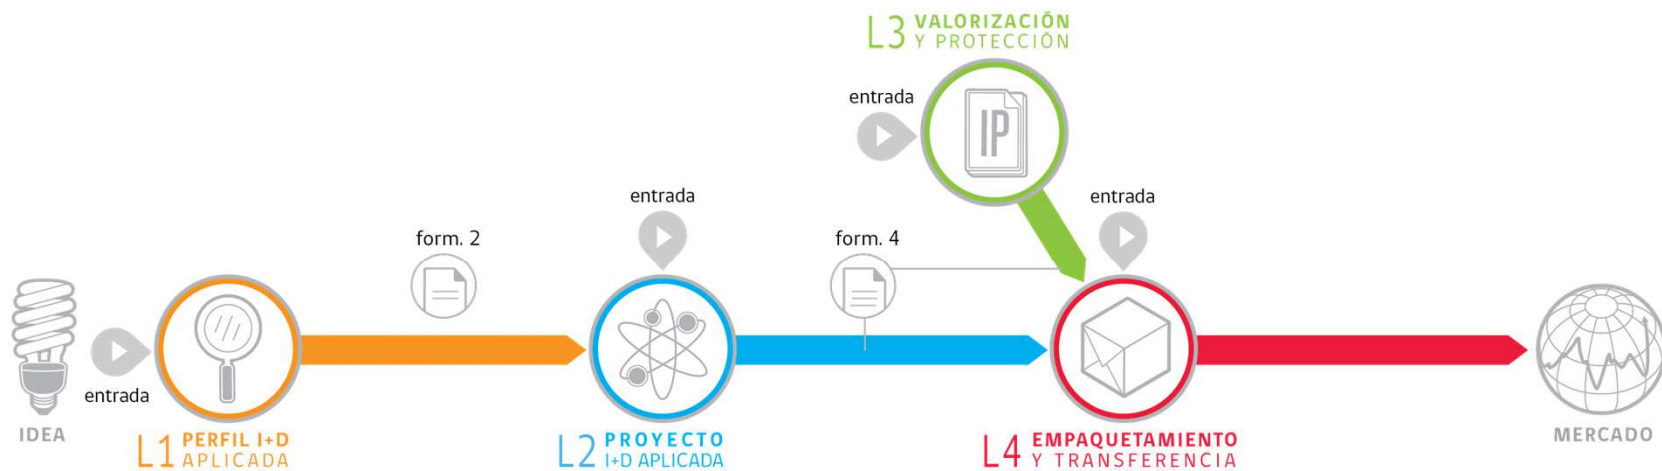 L3 VALORIZACIÓN
Y PROTECCIÓN
entrada
IP
entrada
entrada
form. 2
form. 4
entrada
IDEA
L1 PERFIL I+D
APLICADA
L2 PROYECTO
I+D APLICADA
L4 EMPAQUETAMIENTO
Y TRANSFERENCIA
MERCADO